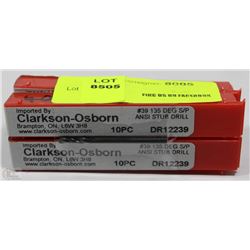 LOT
8505
Lot
8505
Imported By
Clarkson-Osborn
Brampton, ON, L6W 3H8
www.clarkson-osborn.com
#39 135 DEG S/P
ANSI STUB DRILL
10PC DR12239
Imported By
Clarkson-Osborn
Brampton, ON, L6W 3H8
www.clarkson-osborn.com
#39 135 DEG S/P
ANSI STUB DRILL
10PC DR12239